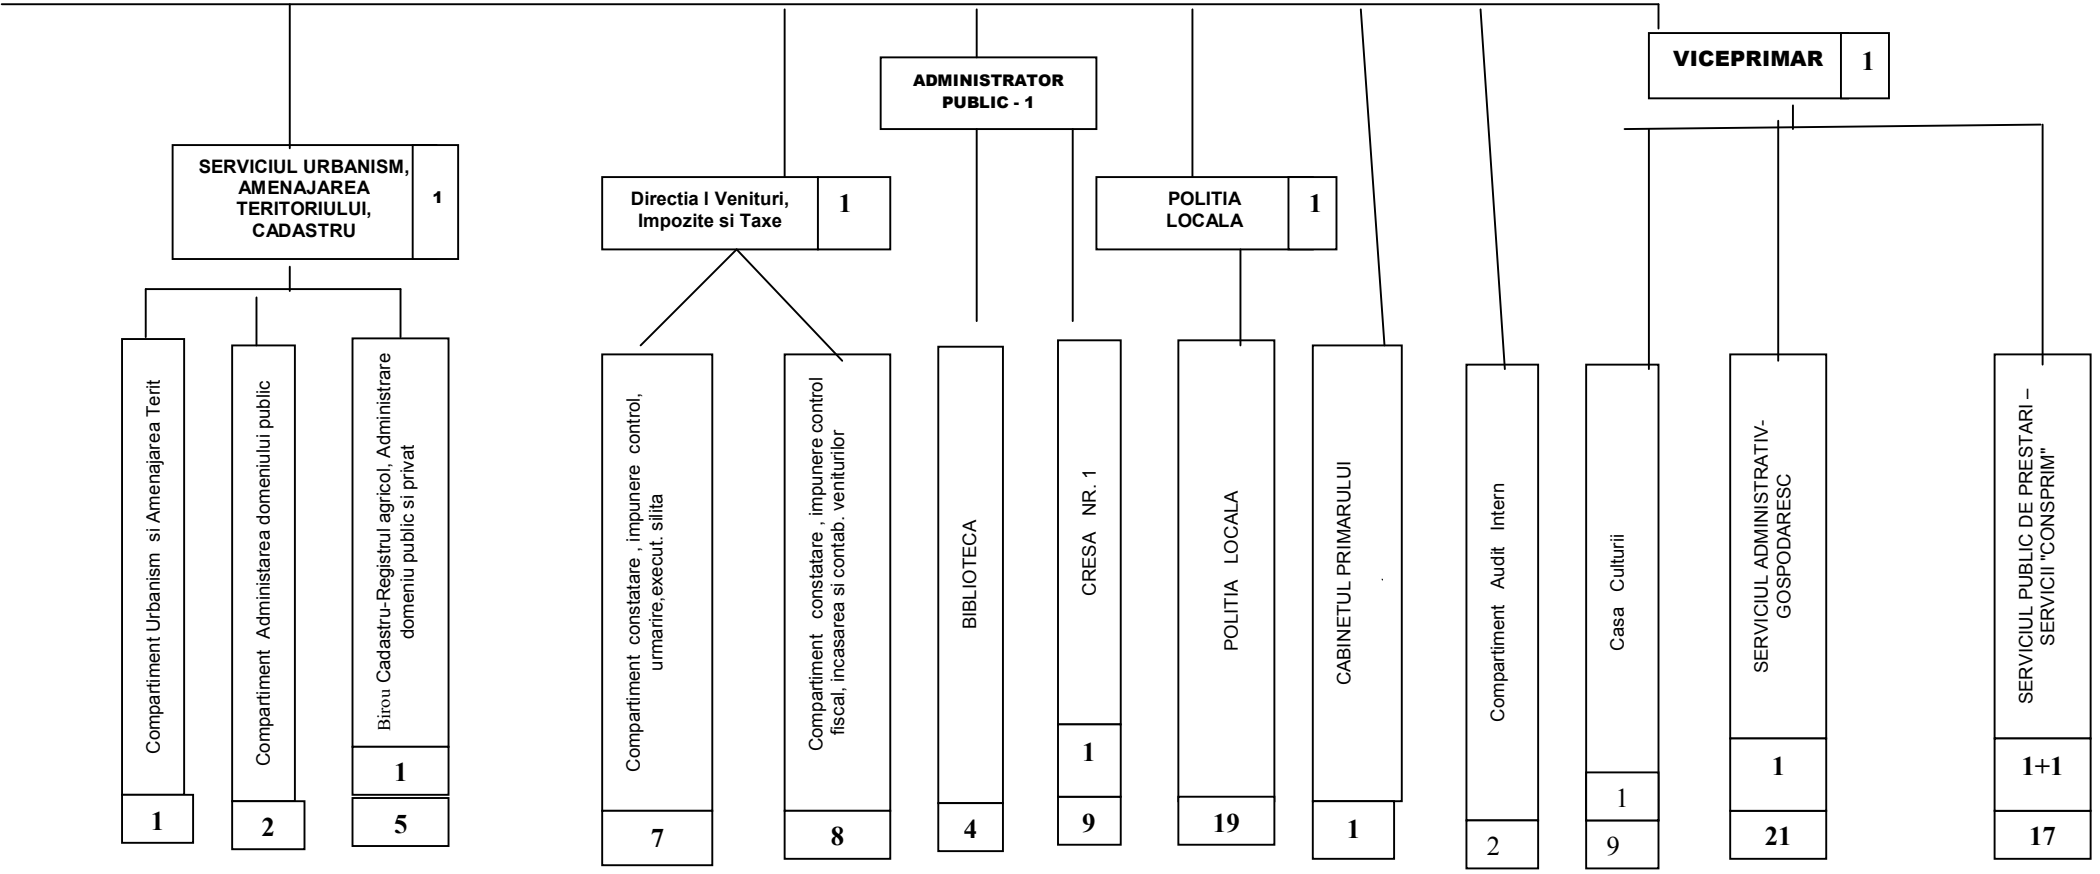 VICEPRIMAR 1
ADMINISTRATOR
PUBLIC - 1
SERVICIUL URBANISM,
AMENAJAREA
TERITORIULUI,
CADASTRU
1
Directia I Venituri,
Impozite si Taxe
1
POLITIA
LOCALA
1
Compartiment Urbanism si Amenajarea Terit
1
Compartiment Administarea domeniului public
2
Birou Cadastru-Registrul agricol, Administrare
domeniu public si privat
1
5
Compartiment constatare , impunere control,
urmarire,execut. silita
7
Compartiment constatare , impunere control
fiscal, incasarea si contab. veniturilor
8
BIBLIOTECA
4
CRESA NR. 1
1
9
POLITIA LOCALA
19
CABINETUL PRIMARULUI
1
Compartiment Audit Intern
2
Casa Culturii
1
9
SERVICIUL ADMINISTRATIV-
GOSPODARESC
1
21
SERVICIUL PUBLIC DE PRESTARI –
SERVICII "CONSPRIM"
1+1
17